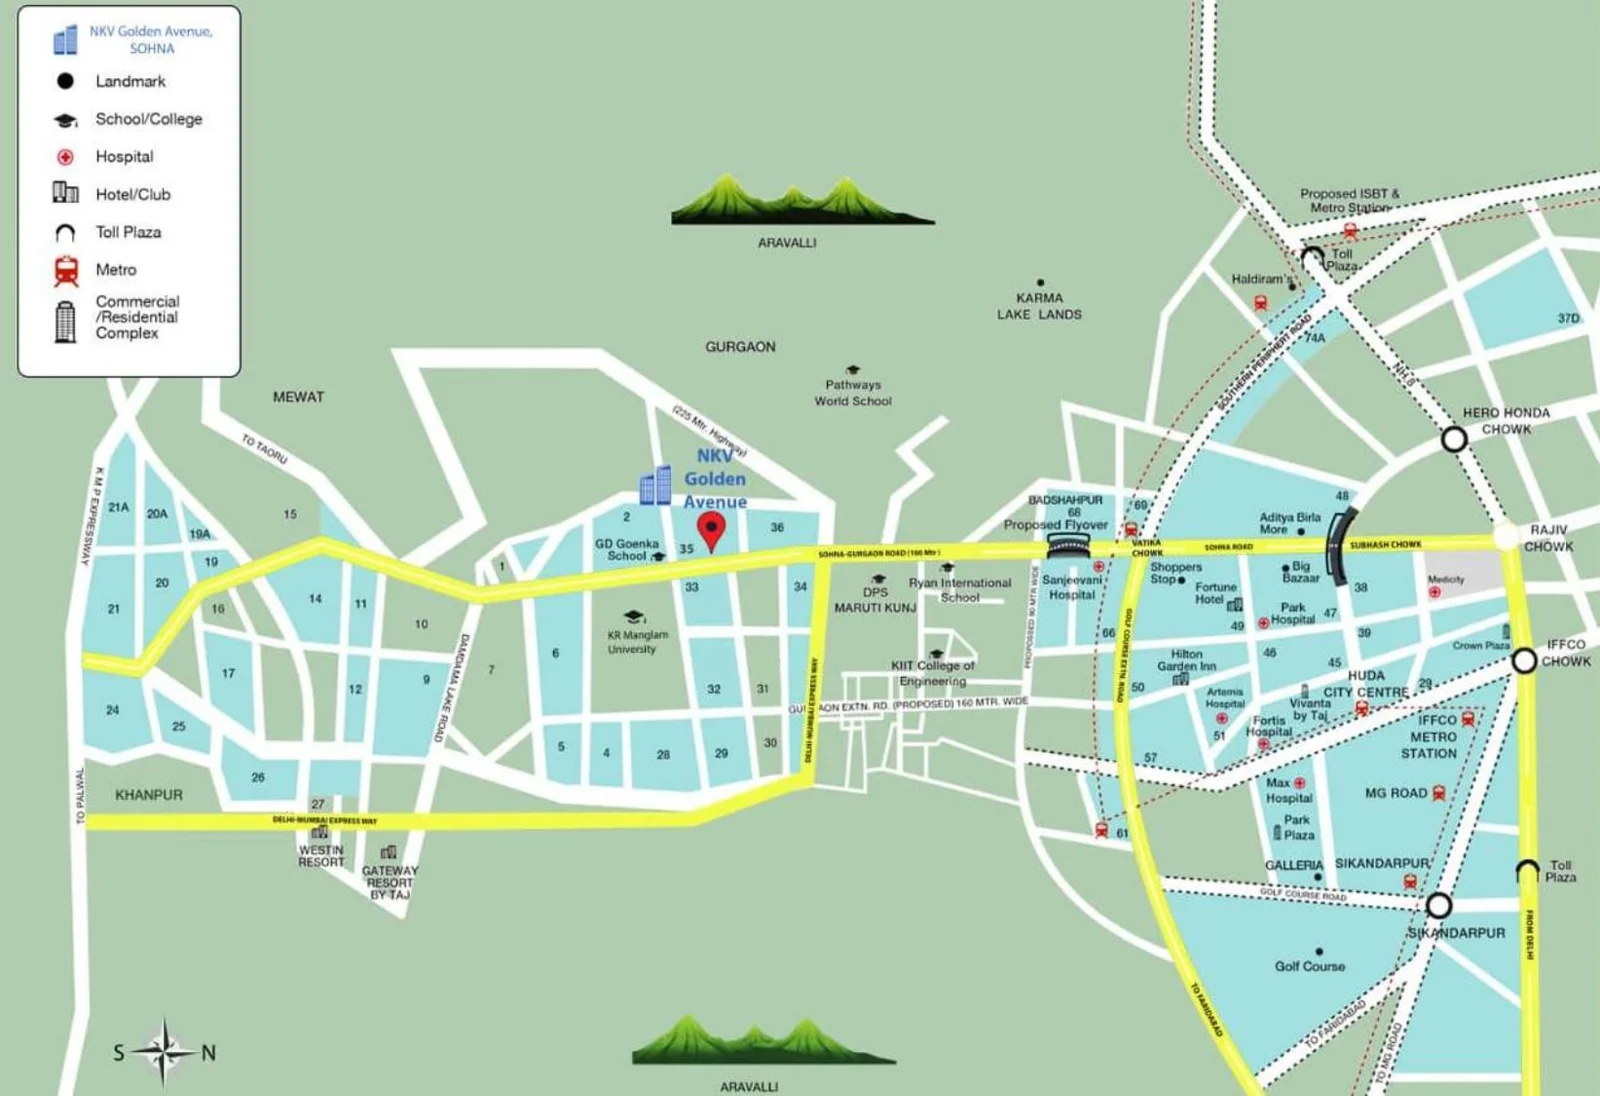 NKV Golden Avenue,
SOHNA
Landmark
School/College
Hospital
Hotel/Club
Toll Plaza
Metro
Commercial
/Residential
Complex
ARAVALLI
Proposed ISBT &
Metro Station
Toll
Plaza
Haldiram's
KARMA
LAKE LANDS
37D
74A
SOUTHERN PERIPHERY ROAD
NH 8
GURGAON
MEWAT
Pathways
World School
HERO HONDA
CHOWK
TO TAORU
(225 Mtr. Highway)
NKV
Golden
Avenue
K M P EXPRESSWAY
21A
20A
19A
15
19
20
21
16
14
11
10
17
12
9
24
25
26
27
DAMDAMA LAKE ROAD
7
1
2
GD Goenka
School
35
36
33
34
KR Manglam
University
6
32
31
5
4
28
29
30
SOHNA-GURGAON ROAD (160 Mtr)
DELHI-MUMBAI EXPRESS WAY
DPS
MARUTI KUNJ
Ryan International
School
KIIT College of
Engineering
GURGAON EXTN. RD. (PROPOSED) 160 MTR. WIDE
BADSHAHPUR
68
Proposed Flyover
69
VATIKA
CHOWK
Sanjeevani
Hospital
PROPOSSED 90 MTR WIDE
66
GOLF COURSE EXTN. ROAD
SOHNA ROAD
SUBHASH CHOWK
48
Aditya Birla
More
RAJIV
CHOWK
Shoppers
Stop
Big
Bazaar
Fortune
Hotel
Park
Hospital
47
38
Medicity
49
39
Crown Plaza
IFFCO
CHOWK
Hilton
Garden Inn
46
45
50
HUDA
CITY CENTRE
29
Artemis
Hospital
Vivanta
by Taj
51
Fortis
Hospital
IFFCO
METRO
STATION
57
Max
Hospital
MG ROAD
Park
Plaza
61
GALLERIA
SIKANDARPUR
Toll
Plaza
GOLF COURSE ROAD
SIKANDARPUR
Golf Course
FROM DELHI
TO FARIDABAD
TO FARIDABAD
TO MG ROAD
KHANPUR
TO PALWAL
DELHI-MUMBAI EXPRESS WAY
WESTIN
RESORT
GATEWAY
RESORT
BY TAJ
S N
ARAVALLI